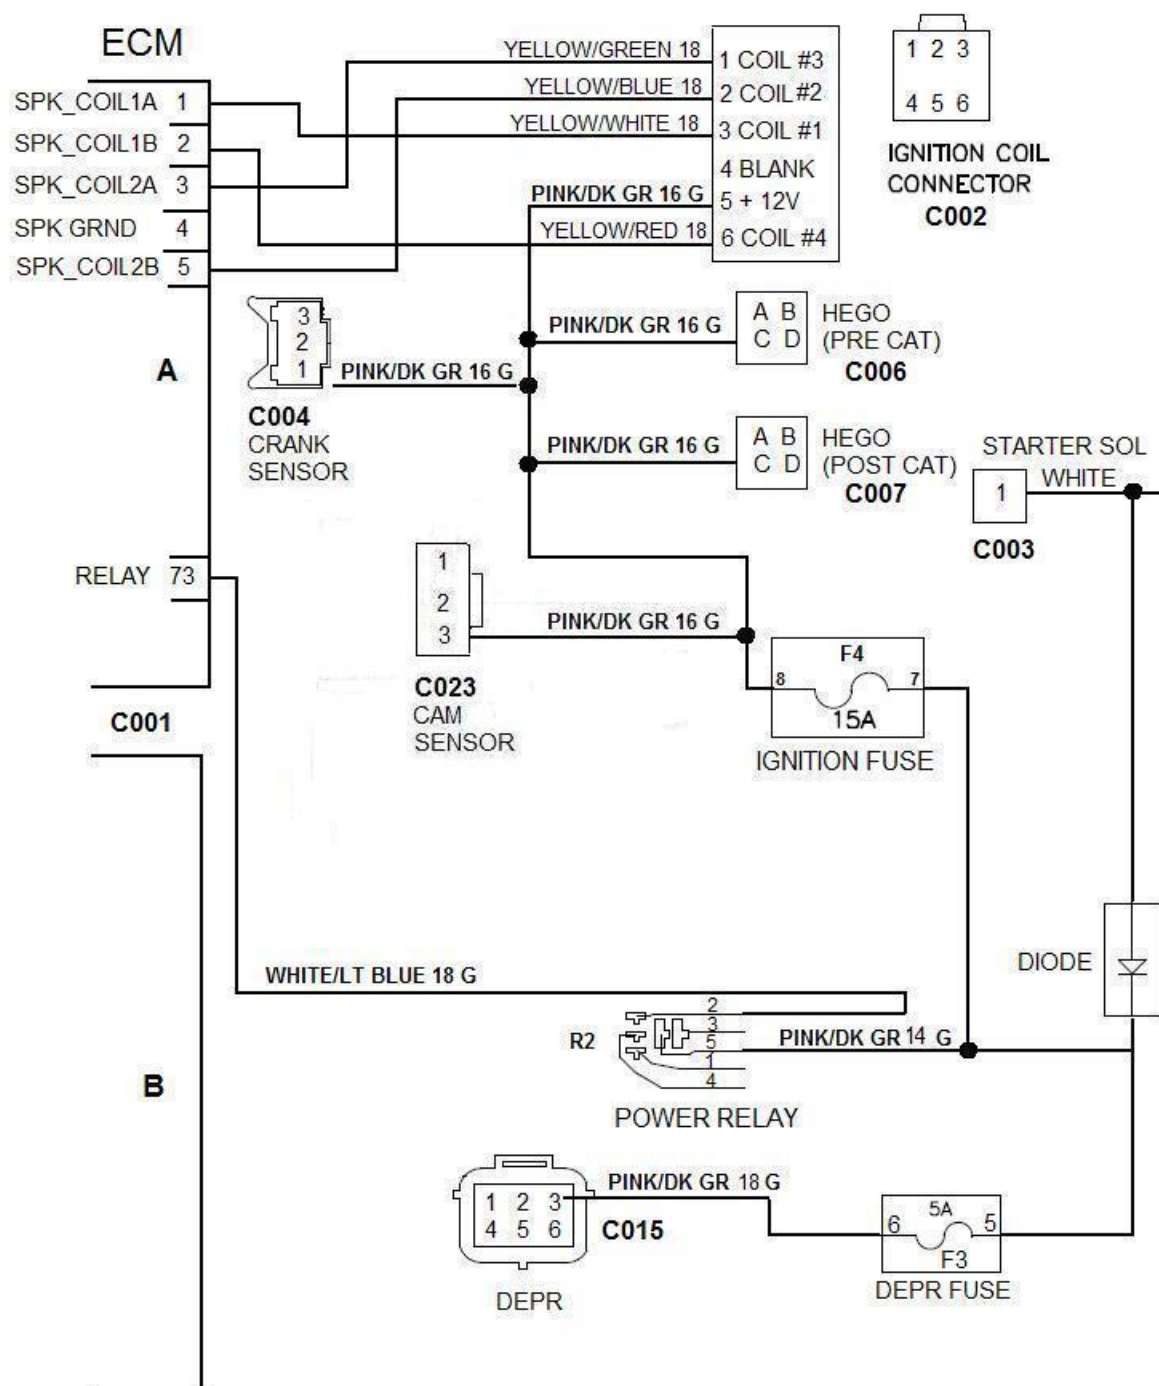 ECM
SPK_COIL1A 1
SPK_COIL1B 2
SPK_COIL2A 3
SPK GRND 4
SPK_COIL2B 5
YELLOW/GREEN 18
YELLOW/BLUE 18
YELLOW/WHITE 18
PINK/DK GR 16 G
YELLOW/RED 18
1 COIL #3
2 COIL #2
3 COIL #1
4 BLANK
5 + 12V
6 COIL #4
1 2 3
4 5 6
IGNITION COIL
CONNECTOR
C002
A
3
2
1
PINK/DK GR 16 G
C004
CRANK
SENSOR
PINK/DK GR 16 G
A B
C D
HEGO
(PRE CAT)
C006
PINK/DK GR 16 G
A B
C D
HEGO
(POST CAT)
C007
STARTER SOL
1
WHITE
C003
RELAY 73
1
2
3
PINK/DK GR 16 G
C023
CAM
SENSOR
F4
8
7
15A
IGNITION FUSE
C001
DIODE
WHITE/LT BLUE 18 G
R2
2
3
5
1
4
PINK/DK GR 14 G
POWER RELAY
B
1 2 3
4 5 6
PINK/DK GR 18 G
C015
DEPR
5A
6
5
F3
DEPR FUSE